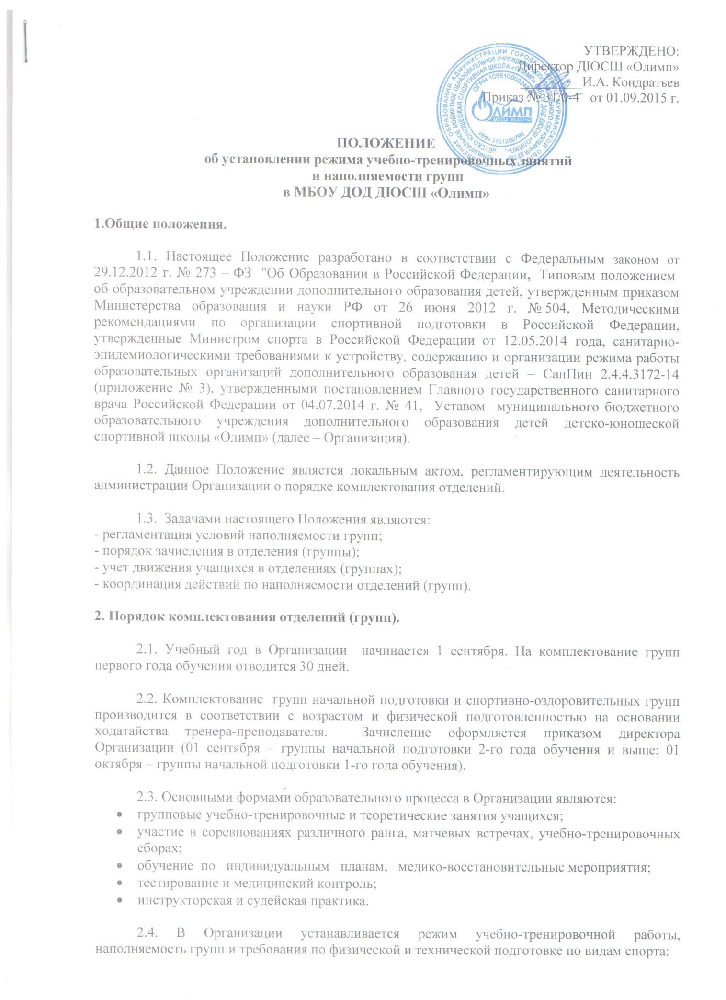 УТВЕРЖДЕНО:
Директор ДЮСШ «Олимп»
_________И.А. Кондратьев
Приказ № 31/0-4 от 01.09.2015 г.
ОГРН 1055100002484
ОЛИМП
ДЮСШ АПАТИТЫ
ИНН 5101200799
ПОЛОЖЕНИЕ
об установлении режима учебно-тренировочных занятий
и наполняемости групп
в МБОУ ДОД ДЮСШ «Олимп»
1.Общие положения.
1.1. Настоящее Положение разработано в соответствии с Федеральным законом от
29.12.2012 г. № 273 – ФЗ "Об Образовании в Российской Федерации, Типовым положением
об образовательном учреждении дополнительного образования детей, утвержденным приказом
Министерства образования и науки РФ от 26 июня 2012 г. № 504, Методическими
рекомендациями по организации спортивной подготовки в Российской Федерации,
утвержденные Министром спорта в Российской Федерации от 12.05.2014 года, санитарно-
эпидемиологическими требованиями к устройству, содержанию и организации режима работы
образовательных организаций дополнительного образования детей – СанПин 2.4.4.3172-14
(приложение № 3), утвержденными постановлением Главного государственного санитарного
врача Российской Федерации от 04.07.2014 г. № 41, Уставом муниципального бюджетного
образовательного учреждения дополнительного образования детей детско-юношеской
спортивной школы «Олимп» (далее – Организация).
1.2. Данное Положение является локальным актом, регламентирующим деятельность
администрации Организации о порядке комплектования отделений.
1.3. Задачами настоящего Положения являются:
- регламентация условий наполняемости групп;
- порядок зачисления в отделения (группы);
- учет движения учащихся в отделениях (группах);
- координация действий по наполняемости отделений (групп).
2. Порядок комплектования отделений (групп).
2.1. Учебный год в Организации начинается 1 сентября. На комплектование групп
первого года обучения отводится 30 дней.
2.2. Комплектование групп начальной подготовки и спортивно-оздоровительных групп
производится в соответствии с возрастом и физической подготовленностью на основании
ходатайства тренера-преподавателя. Зачисление оформляется приказом директора
Организации (01 сентября – группы начальной подготовки 2-го года обучения и выше; 01
октября – группы начальной подготовки 1-го года обучения).
2.3. Основными формами образовательного процесса в Организации являются:
• групповые учебно-тренировочные и теоретические занятия учащихся;
• участие в соревнованиях различного ранга, матчевых встречах, учебно-тренировочных
сборах;
• обучение по индивидуальным планам, медико-восстановительные мероприятия;
• тестирование и медицинский контроль;
• инструкторская и судейская практика.
2.4. В Организации устанавливается режим учебно-тренировочной работы,
наполняемость групп и требования по физической и технической подготовке по видам спорта: